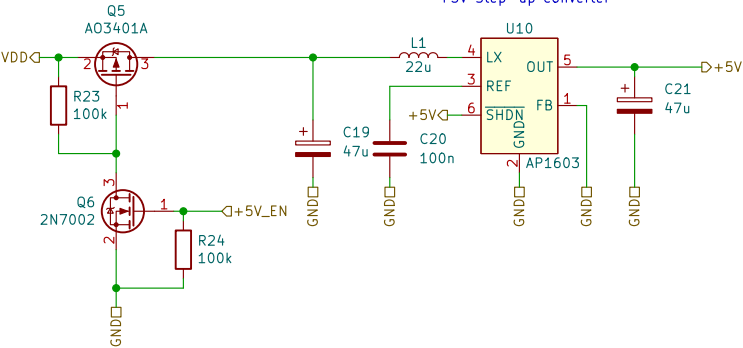 +5V Step-up Converter
Q5
AO3401A
VDD
2
3
1
R23
100k
L1
22u
U10
4
LX
3
REF
+5V
6
SHDN
GND
2
OUT
5
FB
1
AP1603
+5V
C21
47u
C19
47u
C20
100n
GND
GND
GND
GND
GND
Q6
2N7002
3
1
2
+5V_EN
R24
100k
GND